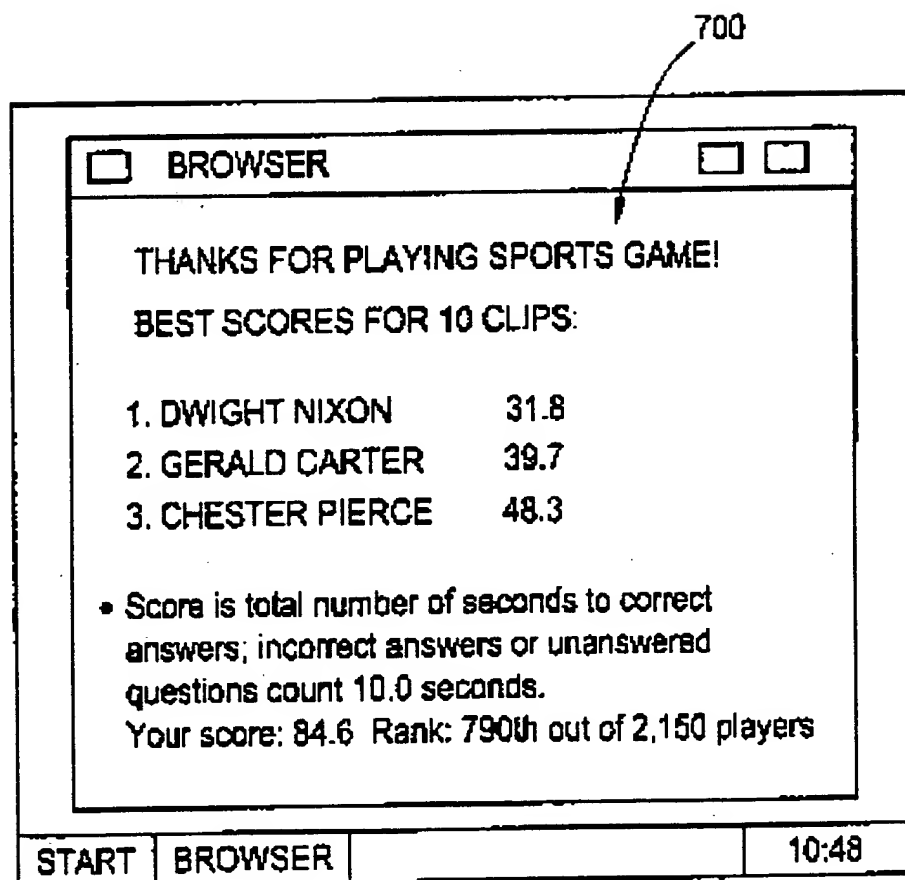 700
BROWSER
THANKS FOR PLAYING SPORTS GAME!
BEST SCORES FOR 10 CLIPS:
1. DWIGHT NIXON 31.8
2. GERALD CARTER 39.7
3. CHESTER PIERCE 48.3
• Score is total number of seconds to correct
answers; incorrect answers or unanswered
questions count 10.0 seconds.
Your score: 84.6 Rank: 790th out of 2,150 players
START BROWSER 10:48